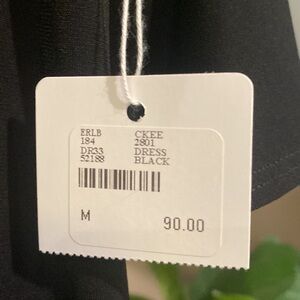 ERLB CKEE
184 2801
DR33 DRESS
52188 BLACK
M 90.00